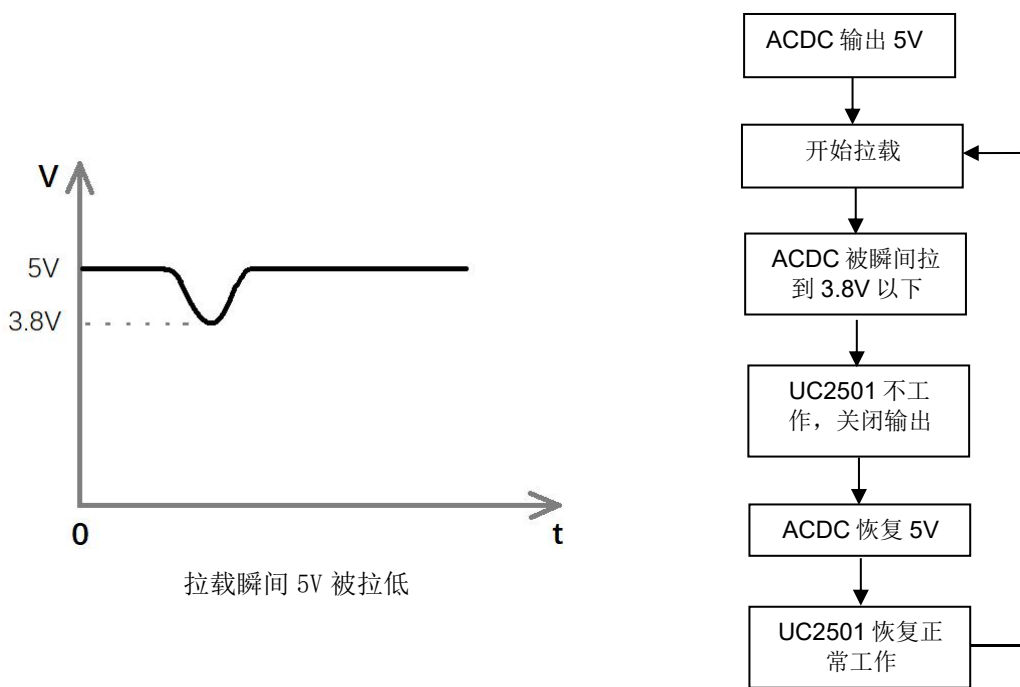 V
5V
3.8V
0
t
拉载瞬间 5V 被拉低
ACDC 输出 5V
开始拉载
ACDC 被瞬间拉
到 3.8V 以下
UC2501 不工
作，关闭输出
ACDC 恢复 5V
UC2501 恢复正
常工作